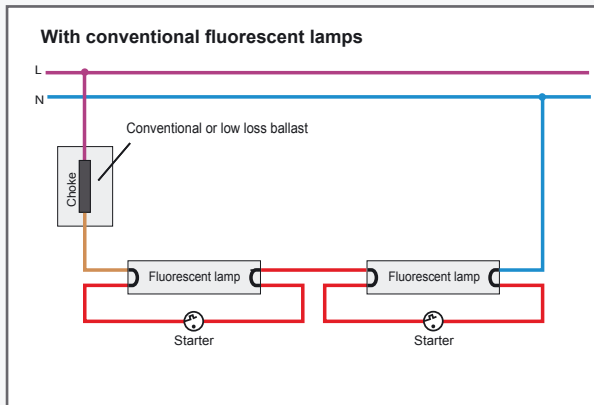 With conventional fluorescent lamps
L
N
Conventional or low loss ballast
Choke
Fluorescent lamp
Fluorescent lamp
Starter
Starter